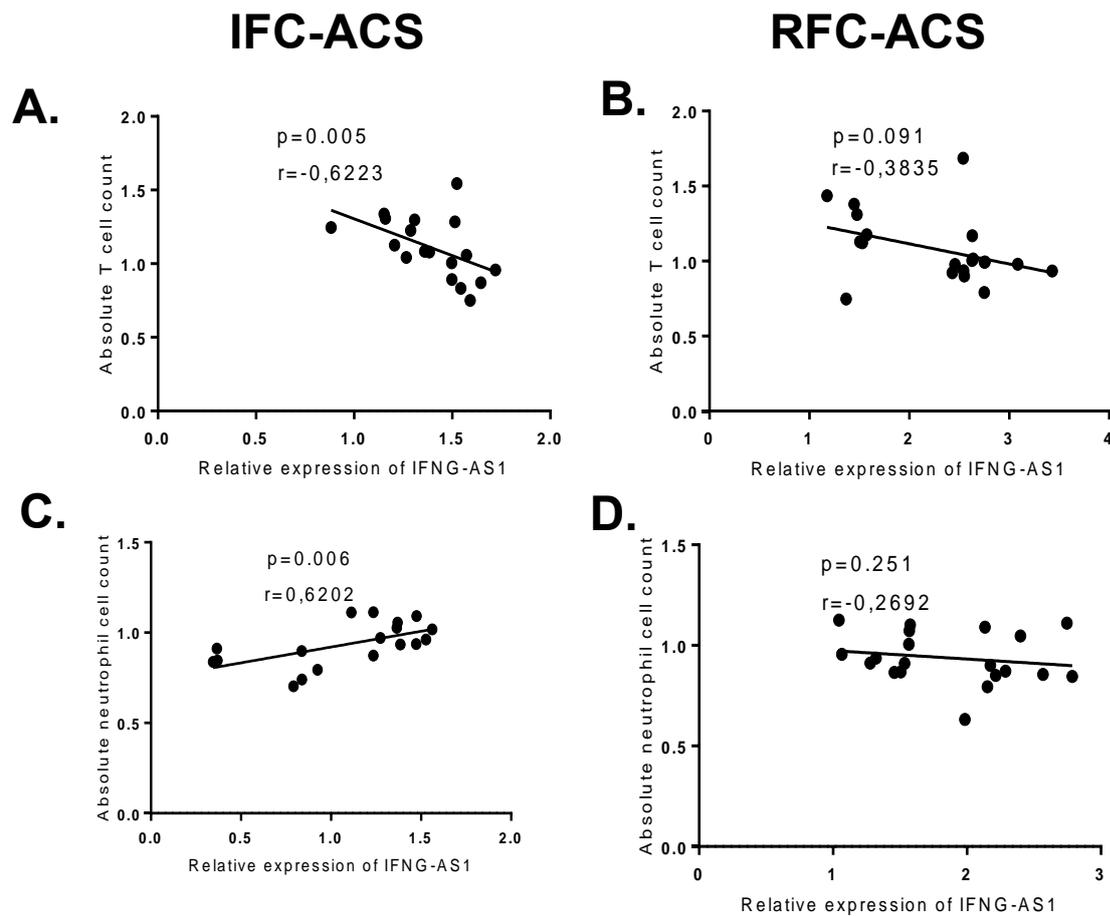 IFC-ACS
RFC-ACS
A.
p=0.005
r=-0,6223
Absolute T cell count
2.0
1.5
1.0
0.5
0.0
0.0 0.5 1.0 1.5 2.0
Relative expression of IFNG-AS1
B.
p=0.091
r=-0,3835
Absolute T cell count
2.0
1.5
1.0
0.5
0.0
0 1 2 3 4
Relative expression of IFNG-AS1
C.
p=0.006
r=0,6202
Absolute neutrophil cell count
1.5
1.0
0.5
0.0
0.0 0.5 1.0 1.5 2.0
Relative expression of IFNG-AS1
D.
p=0.251
r=-0,2692
Absolute neutrophil cell count
1.5
1.0
0.5
0.0
0 1 2 3
Relative expression of IFNG-AS1